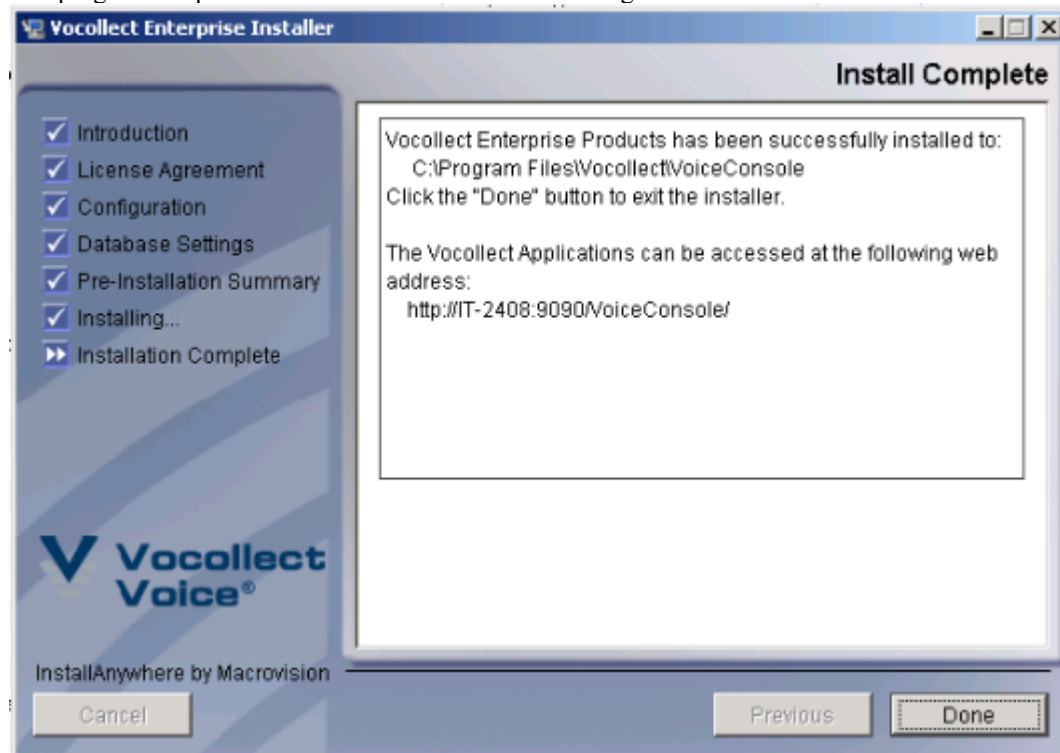 Vocollect Enterprise Installer
Install Complete
Introduction
License Agreement
Configuration
Database Settings
Pre-Installation Summary
Installing...
Installation Complete
Vocollect Enterprise Products has been successfully installed to:
C:\Program Files\Vocollect\VoiceConsole
Click the "Done" button to exit the installer.
The Vocollect Applications can be accessed at the following web
address:
http://IT-2408:9090/VoiceConsole/
Vocollect
Voice®
InstallAnywhere by Macrovision
Cancel
Previous
Done